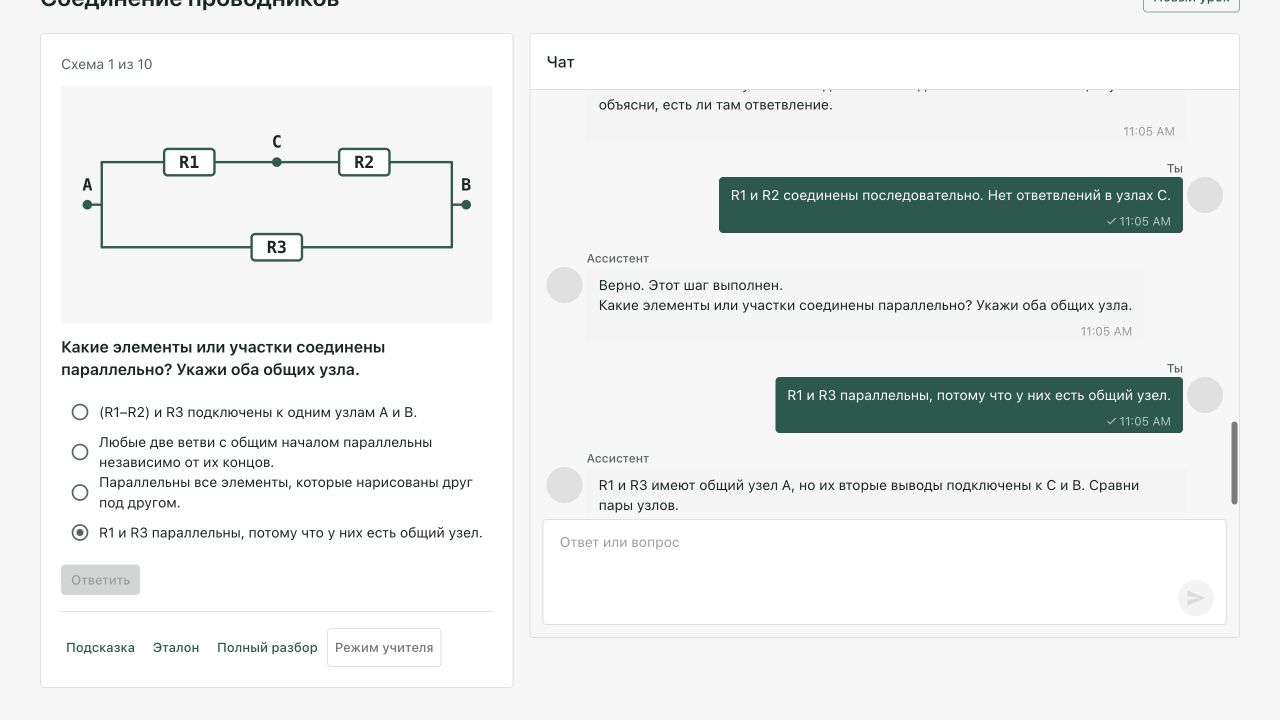 Соединение проводников
Новый урок
Схема 1 из 10
C
R1
R2
A
B
R3
Какие элементы или участки соединены
параллельно? Укажи оба общих узла.
(R1–R2) и R3 подключены к одним узлам A и B.
Любые две ветви с общим началом параллельны
независимо от их концов.
Параллельны все элементы, которые нарисованы друг
под другом.
R1 и R3 параллельны, потому что у них есть общий узел.
Ответить
Подсказка
Эталон
Полный разбор
Режим учителя
Чат
объясни, есть ли там ответвление.
11:05 AM
Ты
R1 и R2 соединены последовательно. Нет ответвлений в узлах C.
✓ 11:05 AM
Ассистент
Верно. Этот шаг выполнен.
Какие элементы или участки соединены параллельно? Укажи оба общих узла.
11:05 AM
Ты
R1 и R3 параллельны, потому что у них есть общий узел.
✓ 11:05 AM
Ассистент
R1 и R3 имеют общий узел A, но их вторые выводы подключены к C и B. Сравни
пары узлов.
Ответ или вопрос